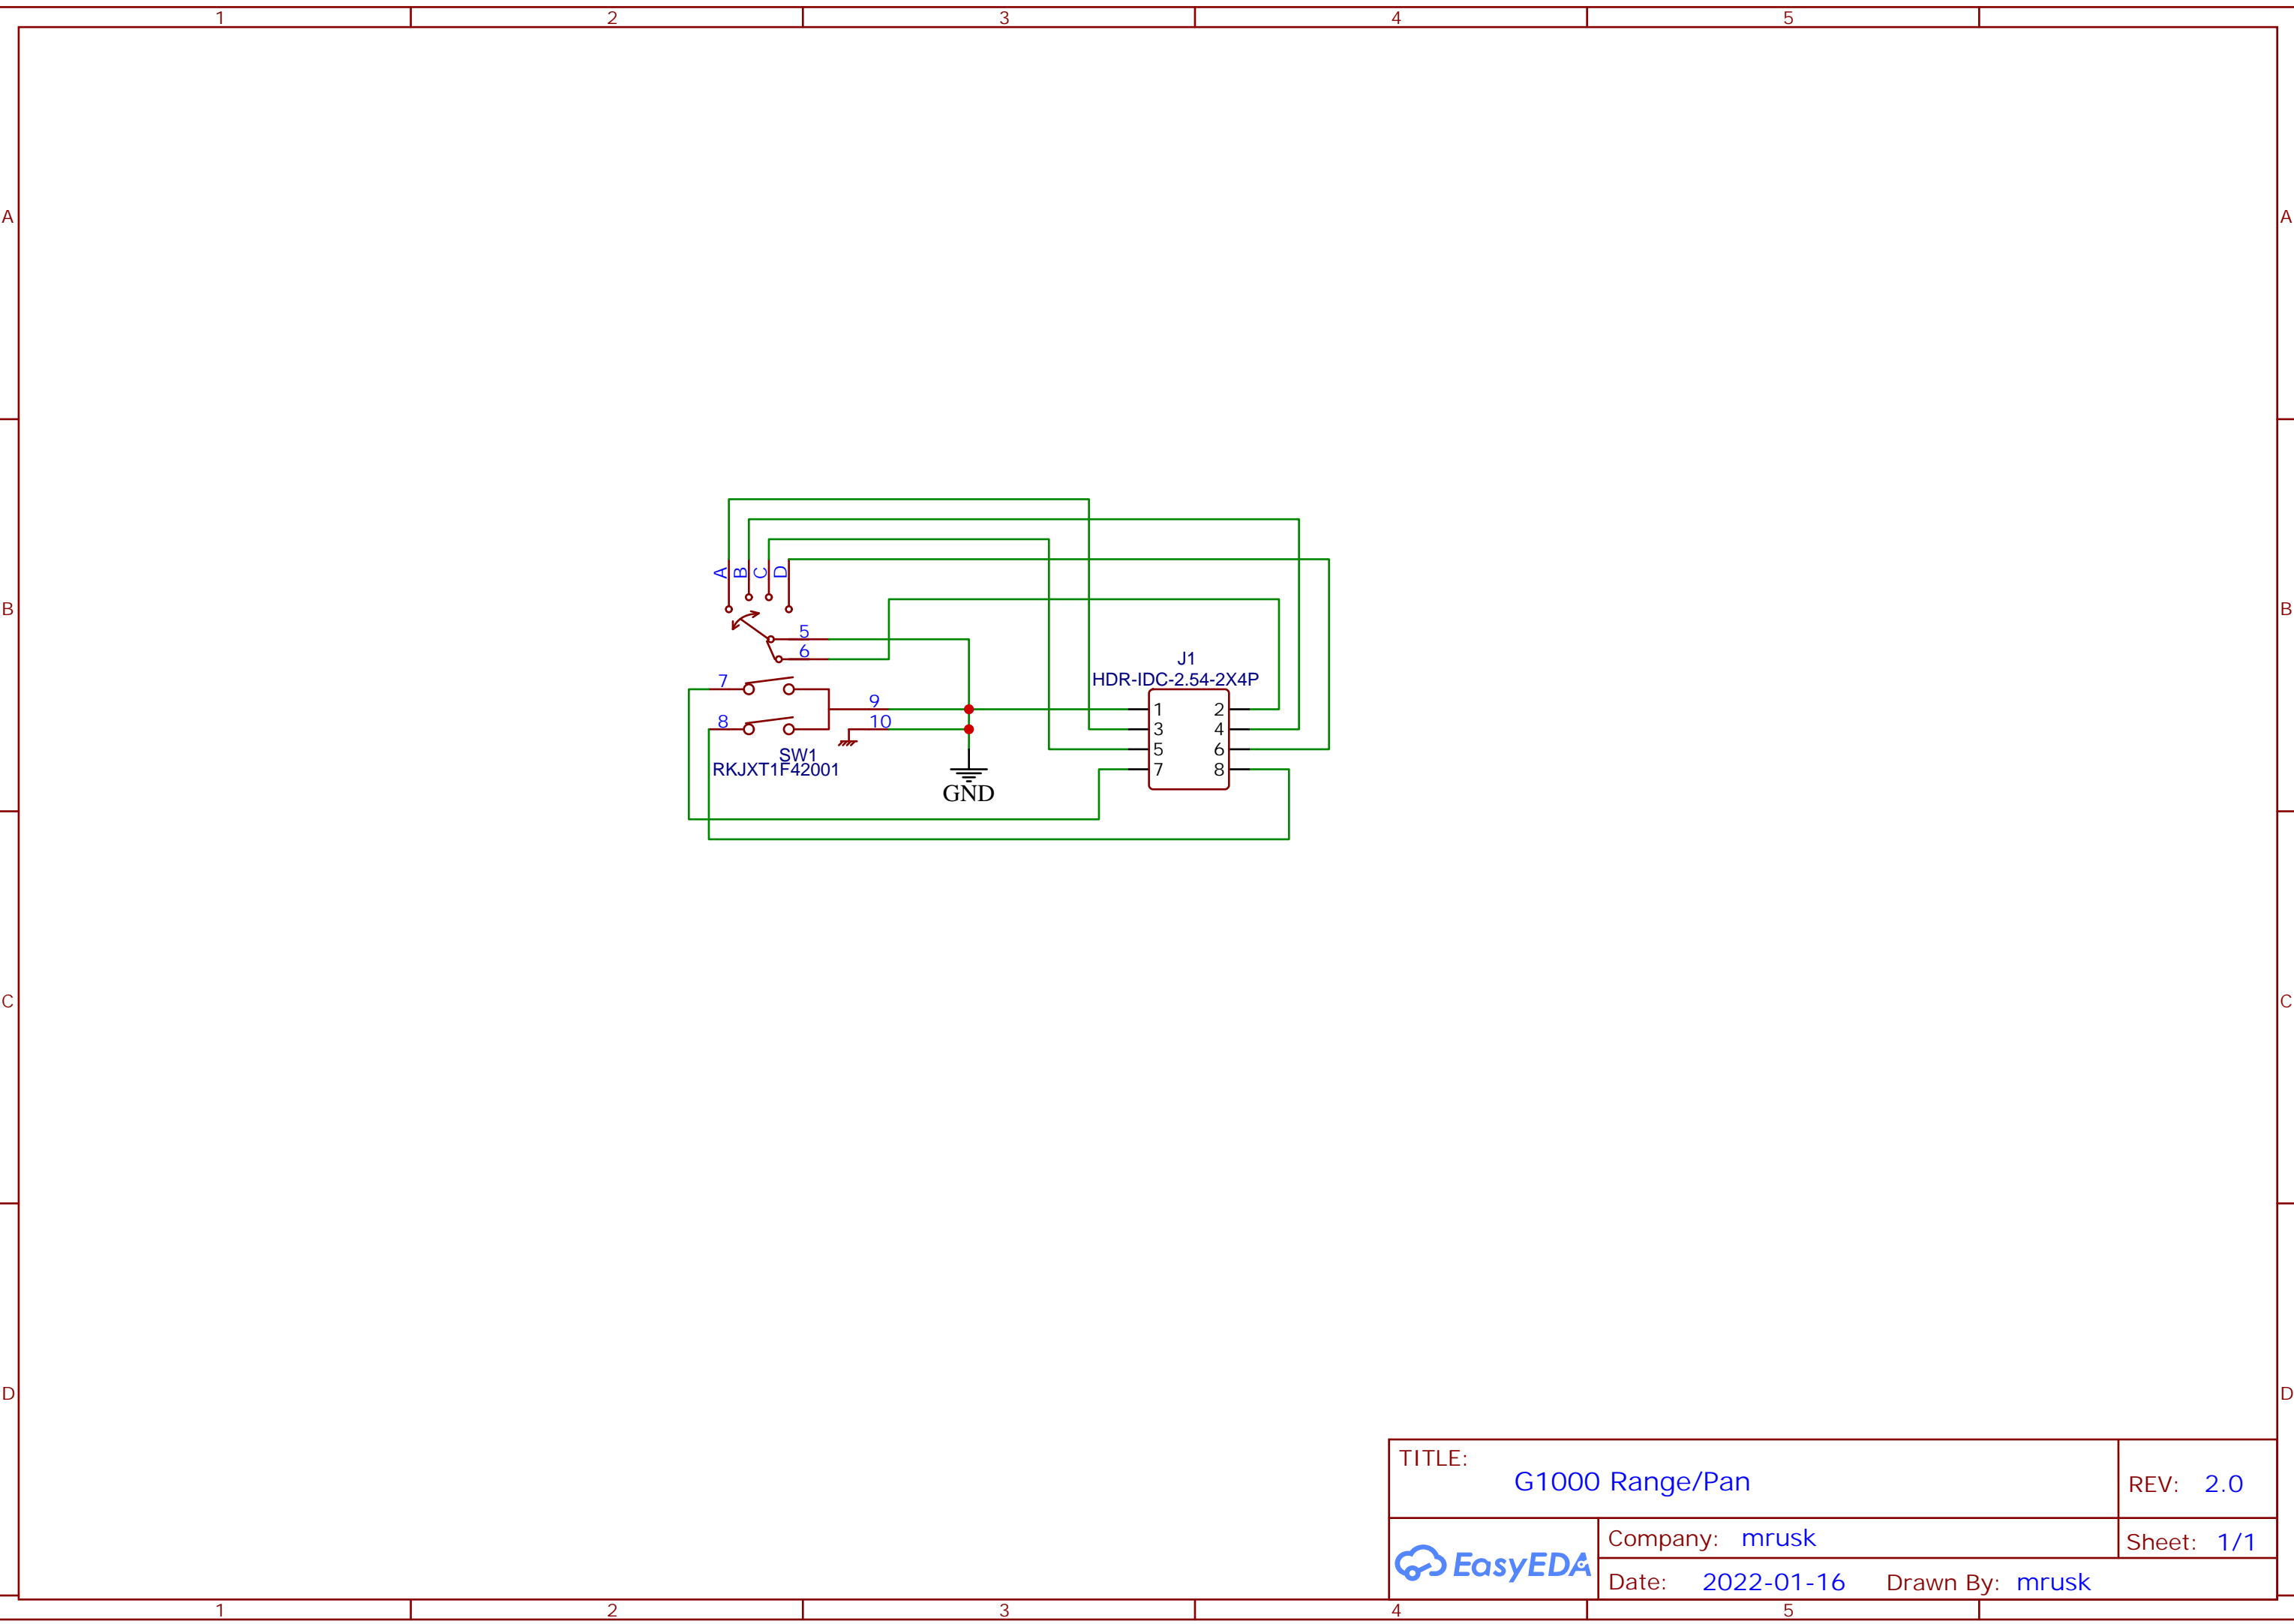 1 2 3 4 5
A A
B B
A B C D
5
6
7
8
9
10
SW1
RKJXT1F42001
GND
J1
HDR-IDC-2.54-2X4P
1 2
3 4
5 6
7 8
C C
D D
TITLE:
G1000 Range/Pan
REV: 2.0
EasyEDA
Company: mrusk
Sheet: 1/1
Date: 2022-01-16 Drawn By: mrusk
1 2 3 4 5